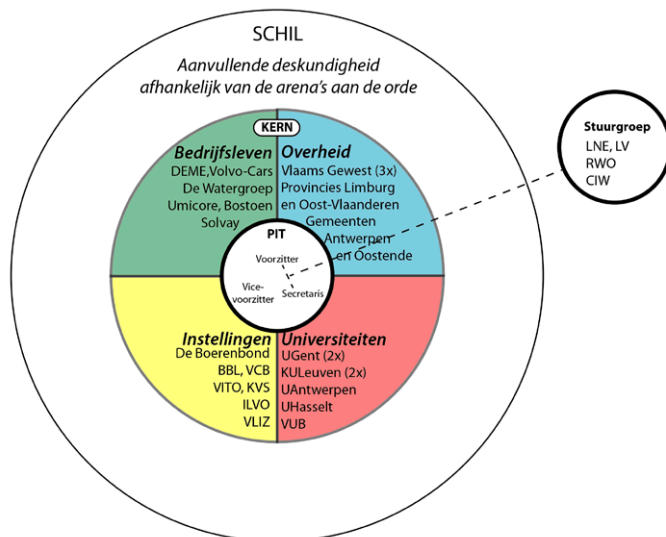 SCHIL
Aanvullende deskundigheid
afhankelijk van de arena's aan de orde
KERN
Bedrijfsleven
DEME,Volvo-Cars
De Watergroep
Umicore, Bostoen
Solvay
Overheid
Vlaams Gewest (3x)
Provincies Limburg
en Oost-Vlaanderen
Gemeenten
Antwerpen
en Oostende
PIT
Voorzitter
Vice-
voorzitter
Secretaris
Instellingen
De Boerenbond
BBL, VCB
VITO, KVS
ILVO
VLIZ
Universiteiten
UGent (2x)
KULeuven (2x)
UAntwerpen
UHasselt
VUB
Stuurgroep
LNE, LV
RWO
CIW